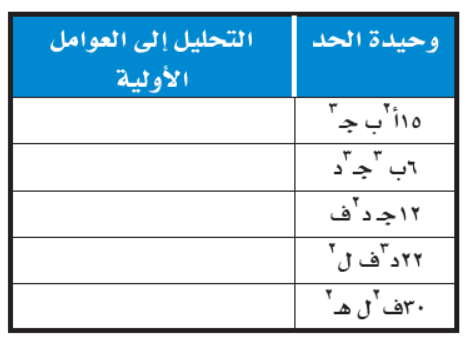 وحيدة الحد
التحليل إلى العوامل
الأولية
١٥أ٢ب جـ٣
٦ب٣جـ٣د
١٢جـ د٢ف
٢٢د٣ف ل٢
٣٠ف٢ل هـ٢